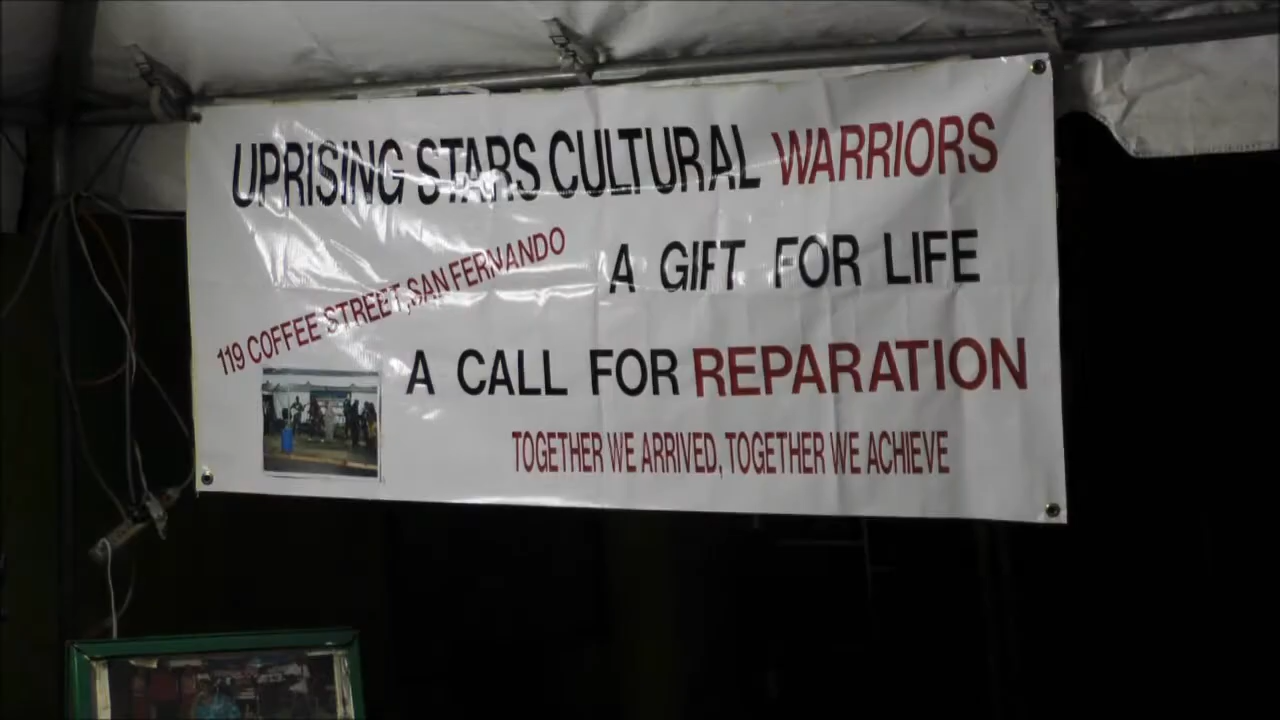 UPRISING STARS CULTURAL WARRIORS
119 COFFEE STREET, SAN FERNANDO
A GIFT FOR LIFE
A CALL FOR REPARATION
TOGETHER WE ARRIVED, TOGETHER WE ACHIEVE